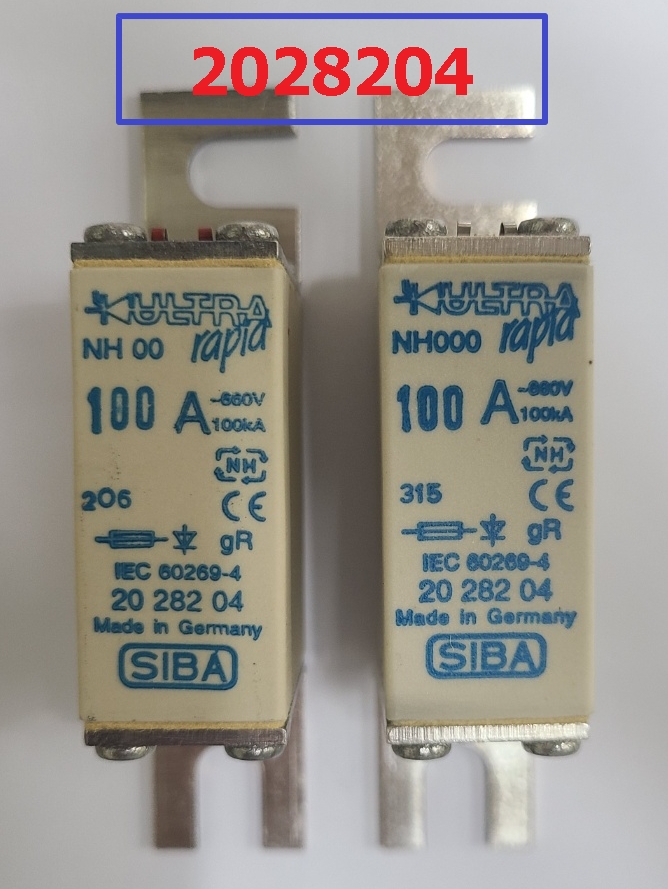 2028204
ULTRA
rapid
NH 00
100 A ~660V
100kA
NH
206
CE
gR
IEC 60269-4
20 282 04
Made in Germany
SIBA
ULTRA
rapid
NH000
100 A ~660V
100kA
NH
315
CE
gR
IEC 60269-4
20 282 04
Made in Germany
SIBA